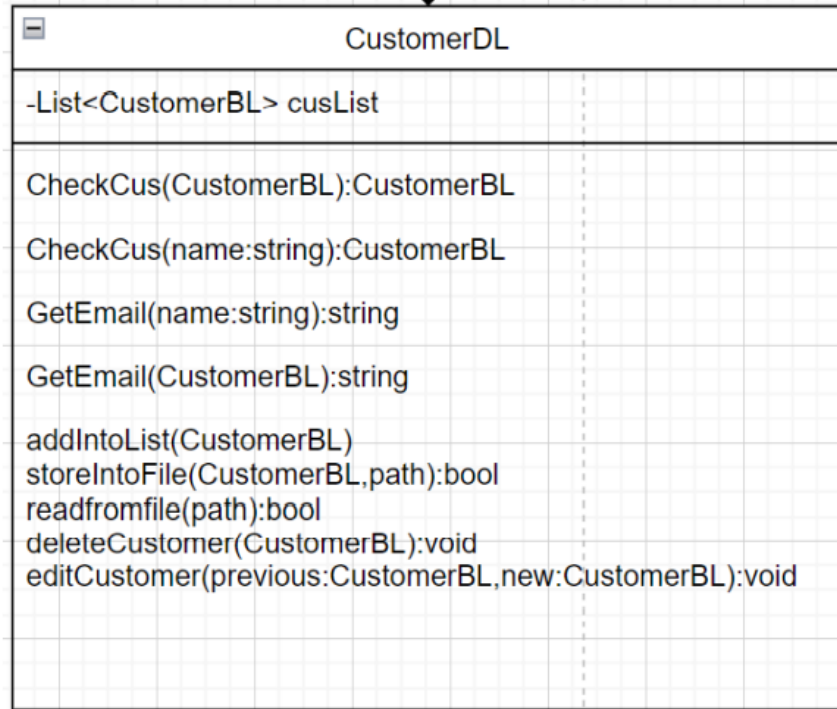 CustomerDL
-List<CustomerBL> cusList
CheckCus(CustomerBL):CustomerBL
CheckCus(name:string):CustomerBL
GetEmail(name:string):string
GetEmail(CustomerBL):string
addIntoList(CustomerBL)
storeIntoFile(CustomerBL,path):bool
readfromfile(path):bool
deleteCustomer(CustomerBL):void
editCustomer(previous:CustomerBL,new:CustomerBL):void